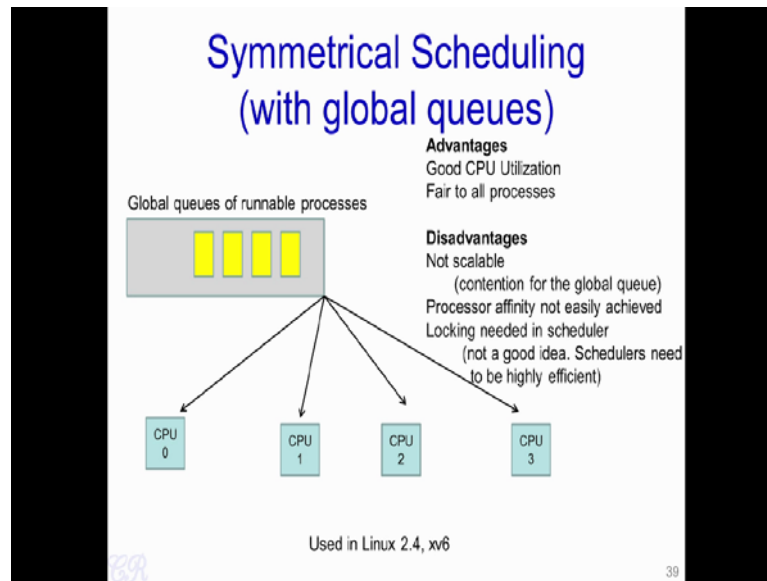 Symmetrical Scheduling
(with global queues)
Advantages
Good CPU Utilization
Fair to all processes
Global queues of runnable processes
Disadvantages
Not scalable
(contention for the global queue)
Processor affinity not easily achieved
Locking needed in scheduler
(not a good idea. Schedulers need
to be highly efficient)
CPU
0
CPU
1
CPU
2
CPU
3
Used in Linux 2.4, xv6
CR
39